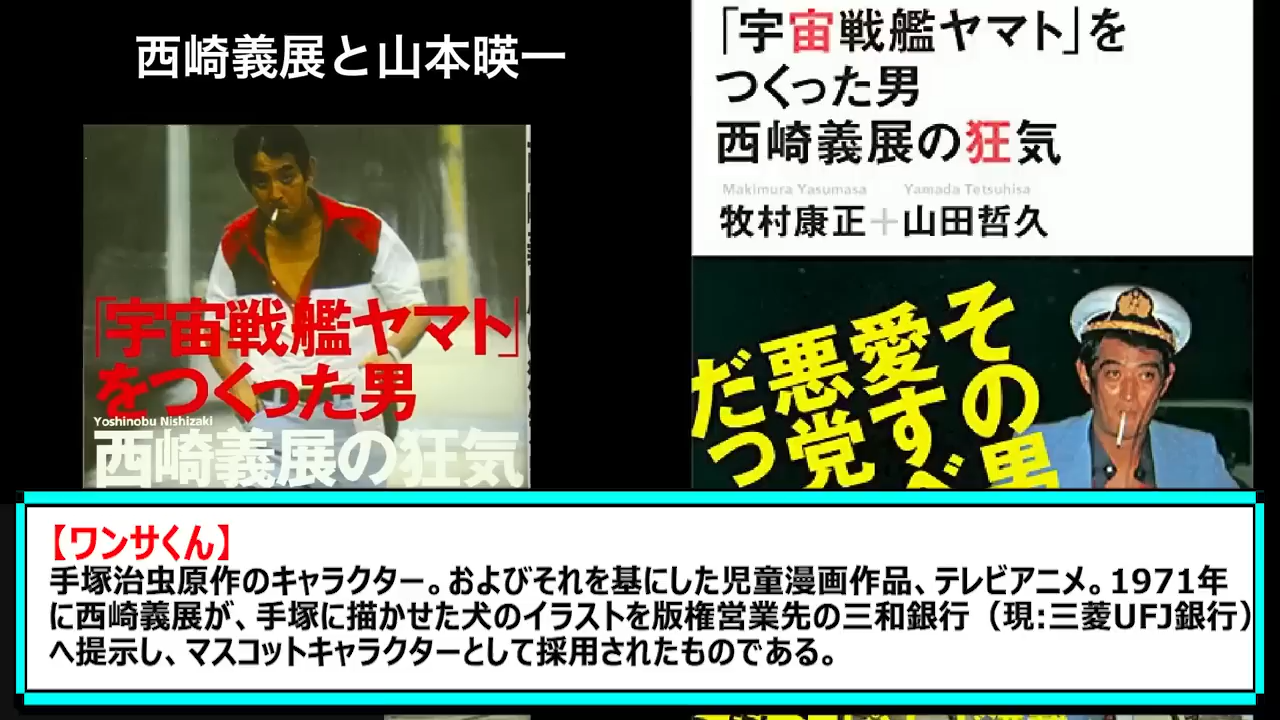 西崎義展と山本暎一
「宇宙戦艦ヤマト」
をつくった男
Yoshinobu Nishizaki
西崎義展の狂気
「宇宙戦艦ヤマト」を
つくった男
西崎義展の狂気
Makimura Yasumasa Yamada Tetsuhisa
牧村康正+山田哲久
その男
愛すべ
悪党
だっ
【ワンサくん】
手塚治虫原作のキャラクター。およびそれを基にした児童漫画作品、テレビアニメ。1971年
に西崎義展が、手塚に描かせた犬のイラストを版権営業先の三和銀行（現:三菱UFJ銀行）
へ提示し、マスコットキャラクターとして採用されたものである。